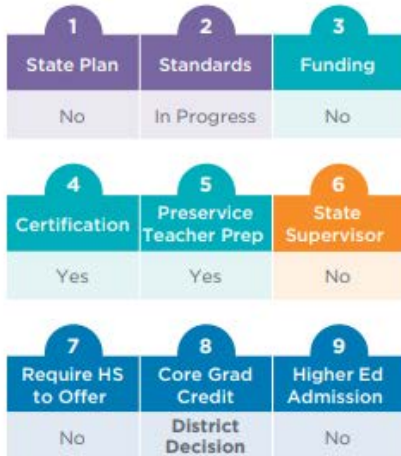 1 2 3
State Plan Standards Funding
No In Progress No
4 5 6
Certification Preservice Teacher Prep State Supervisor
Yes Yes No
7 8 9
Require HS to Offer Core Grad Credit Higher Ed Admission
No District Decision No